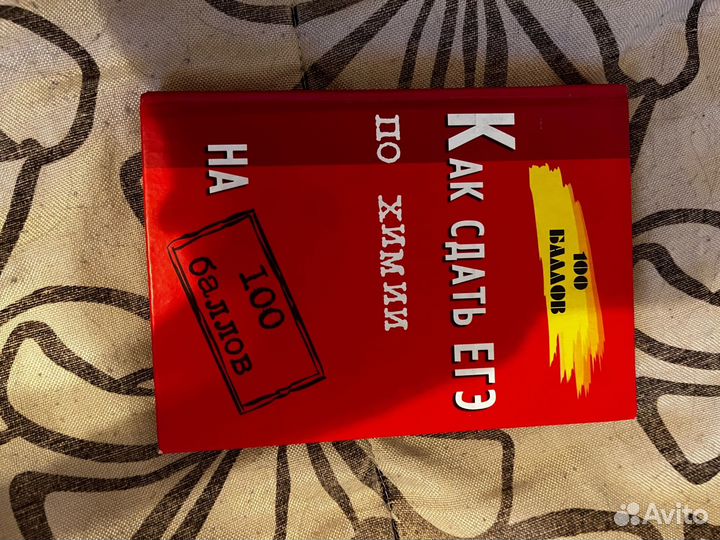 100
БАЛЛОВ
КАК СДАТЬ ЕГЭ
ПО ХИМИИ
НА
100
баллов
Avito